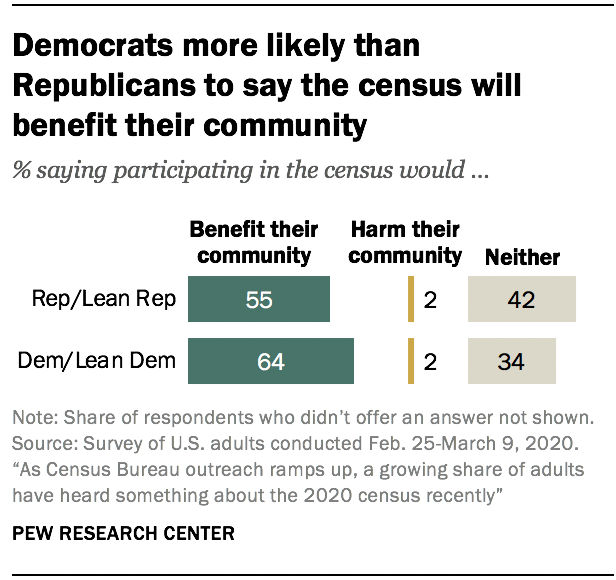 Democrats more likely than
Republicans to say the census will
benefit their community
% saying participating in the census would ...
Benefit their
community
Harm their
community
Neither
Rep/Lean Rep 55 2 42
Dem/Lean Dem 64 2 34
Note: Share of respondents who didn’t offer an answer not shown.
Source: Survey of U.S. adults conducted Feb. 25-March 9, 2020.
“As Census Bureau outreach ramps up, a growing share of adults
have heard something about the 2020 census recently”
PEW RESEARCH CENTER